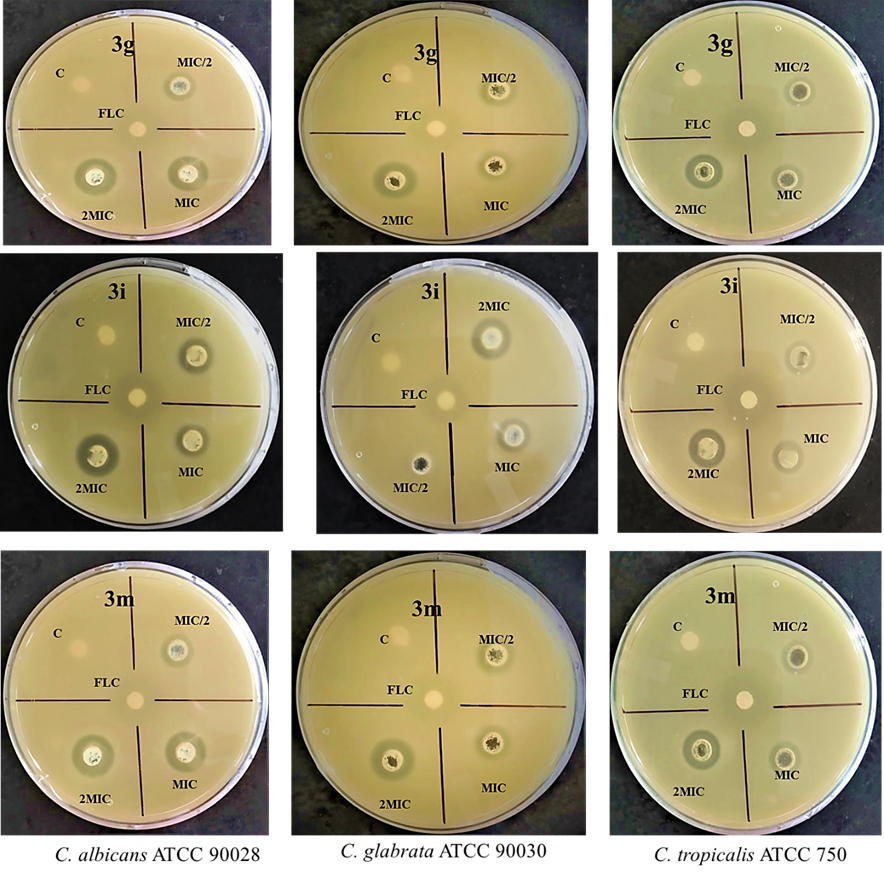 3g
C
MIC/2
FLC
2MIC
MIC
3g
C
MIC/2
FLC
2MIC
MIC
3g
C
MIC/2
FLC
2MIC
MIC
3i
C
MIC/2
FLC
2MIC
MIC
3i
2MIC
C
FLC
MIC
MIC/2
3i
C
MIC/2
FLC
MIC
2MIC
3m
C
MIC/2
FLC
2MIC
MIC
3m
C
MIC/2
FLC
2MIC
MIC
3m
C
MIC/2
FLC
2MIC
MIC
C. albicans ATCC 90028
C. glabrata ATCC 90030
C. tropicalis ATCC 750